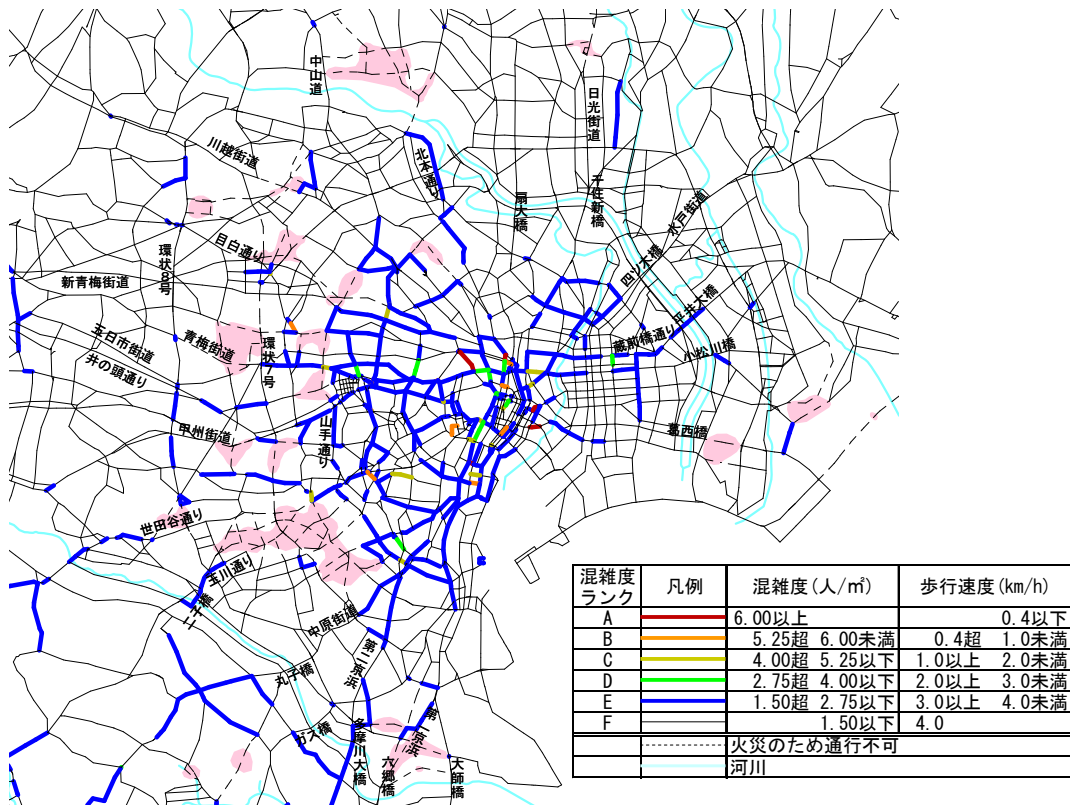 中山道
日光街道
川越街道
北本通り
扇大橋
千住新橋
水戸街道
四ツ木橋
目白通り
環状8号
新青梅街道
平井大橋
蔵前橋通り
小松川橋
五日市街道
青梅街道
環状7号
井の頭通り
甲州街道
山手通り
葛西橋
世田谷通り
玉川通り
二子橋
中原街道
第二京浜
丸子橋
ガス橋
多摩川大橋
六郷橋
第一京浜
大師橋
混雑度ランク 凡例 混雑度(人/㎡) 歩行速度(km/h)
A 6.00以上 0.4以下
B 5.25超 6.00未満 0.4超 1.0未満
C 4.00超 5.25以下 1.0以上 2.0未満
D 2.75超 4.00以下 2.0以上 3.0未満
E 1.50超 2.75以下 3.0以上 4.0未満
F 1.50以下 4.0
火災のため通行不可
河川